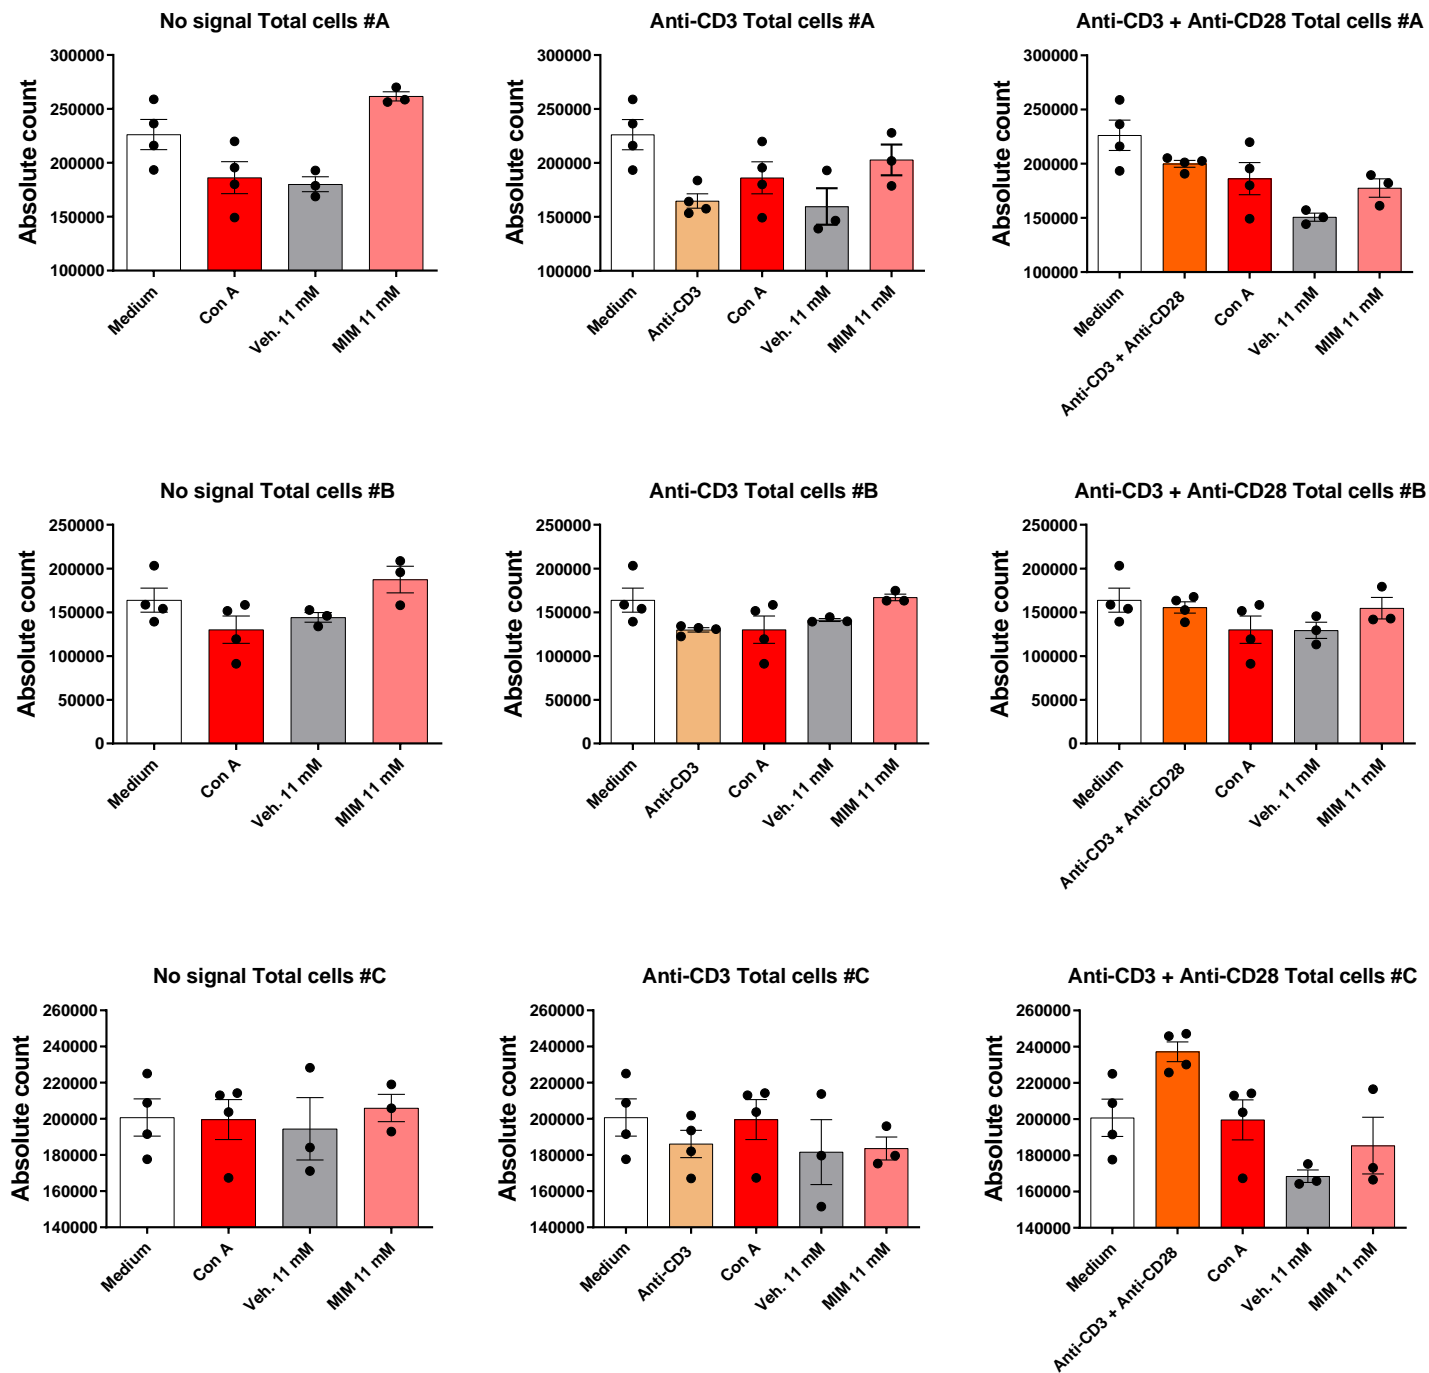 No signal Total cells #A
Absolute count
300000
250000
200000
150000
100000
Medium
Con A
Veh. 11 mM
MIM 11 mM
Anti-CD3 Total cells #A
Absolute count
300000
250000
200000
150000
100000
Medium
Anti-CD3
Con A
Veh. 11 mM
MIM 11 mM
Anti-CD3 + Anti-CD28 Total cells #A
Absolute count
300000
250000
200000
150000
100000
Medium
Anti-CD3 + Anti-CD28
Con A
Veh. 11 mM
MIM 11 mM
No signal Total cells #B
Absolute count
250000
200000
150000
100000
50000
0
Medium
Con A
Veh. 11 mM
MIM 11 mM
Anti-CD3 Total cells #B
Absolute count
250000
200000
150000
100000
50000
0
Medium
Anti-CD3
Con A
Veh. 11 mM
MIM 11 mM
Anti-CD3 + Anti-CD28 Total cells #B
Absolute count
250000
200000
150000
100000
50000
0
Medium
Anti-CD3 + Anti-CD28
Con A
Veh. 11 mM
MIM 11 mM
No signal Total cells #C
Absolute count
260000
240000
220000
200000
180000
160000
140000
Medium
Con A
Veh. 11 mM
MIM 11 mM
Anti-CD3 Total cells #C
Absolute count
260000
240000
220000
200000
180000
160000
140000
Medium
Anti-CD3
Con A
Veh. 11 mM
MIM 11 mM
Anti-CD3 + Anti-CD28 Total cells #C
Absolute count
260000
240000
220000
200000
180000
160000
140000
Medium
Anti-CD3 + Anti-CD28
Con A
Veh. 11 mM
MIM 11 mM